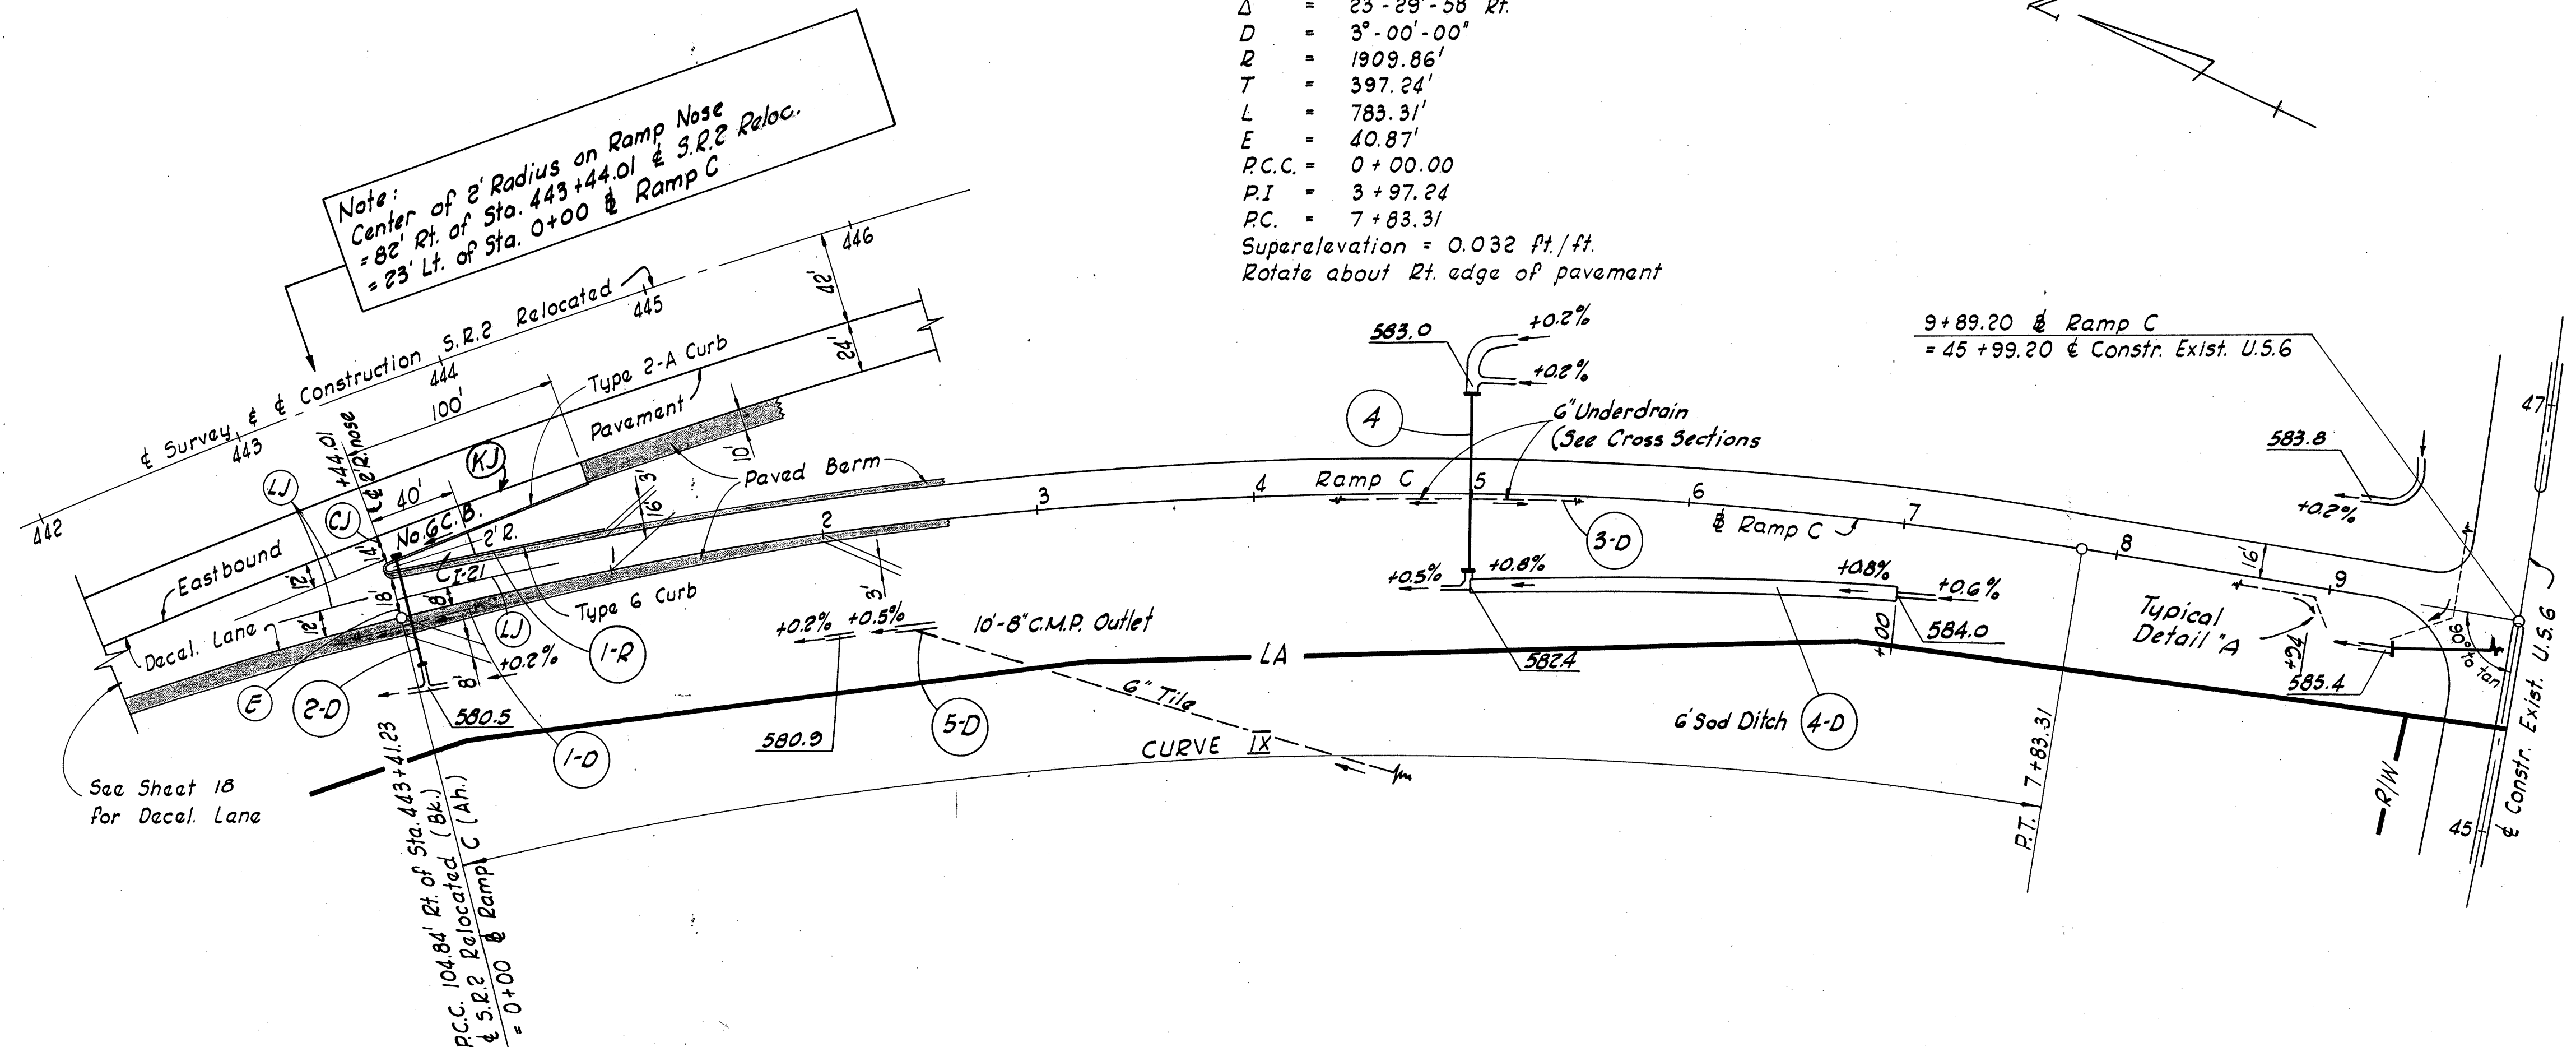 Δ = 23°-29'-58" Rt.
D = 3°-00'-00"
R = 1909.86'
T = 397.24'
L = 783.31'
E = 40.87'
P.C.C. = 0+00.00
P.I = 3+97.24
P.C. = 7+83.31
Superelevation = 0.032 ft./ft.
Rotate about Rt. edge of pavement
Note:
Center of 2' Radius on Ramp Nose
= 82' Rt. of Sta. 443+44.01 ℄ S.R.2 Reloc.
= 23' Lt. of Sta. 0+00 ⅊ Ramp C
℄ Survey & ℄ Construction S.R.2 Relocated
442
443
444
445
446
42'
24'
100'
Type 2-A Curb
Pavement
10'
+44.01
℄ 2'R. nose
40'
KJ
LJ
CJ
14'
No. 6 C.B.
2' R.
I-21
3'
16'
Paved Berm
Eastbound
12'
12'
18'
8'
Decel. Lane
Type 6 Curb
LJ
1-R
1
2
3
4
5
6
7
8
9
3'
E
2-D
+0.2%
8'
580.5
1-D
See Sheet 18
for Decel. Lane
P.C.C. 104.84' Rt. of Sta. 443+41.23
℄ S.R.2 Relocated (Bk.)
= 0+00 ⅊ Ramp C (Ah.)
+0.2%
+0.5%
10'-8" C.M.P. Outlet
580.9
5-D
6" Tile
CURVE IX
LA
583.0
+0.2%
+0.2%
4
6" Underdrain
(See Cross Sections
Ramp C
3-D
⅊ Ramp C
+0.5%
+0.8%
+0.8%
+0.6%
582.4
+00
584.0
6' Sod Ditch
4-D
P.T. 7+83.31
9+89.20 ⅊ Ramp C
= 45+99.20 ℄ Constr. Exist. U.S.6
583.8
+0.2%
16'
Typical
Detail "A
+94
585.4
90° to tan
R/W
47
45
℄ Constr. Exist. U.S.6